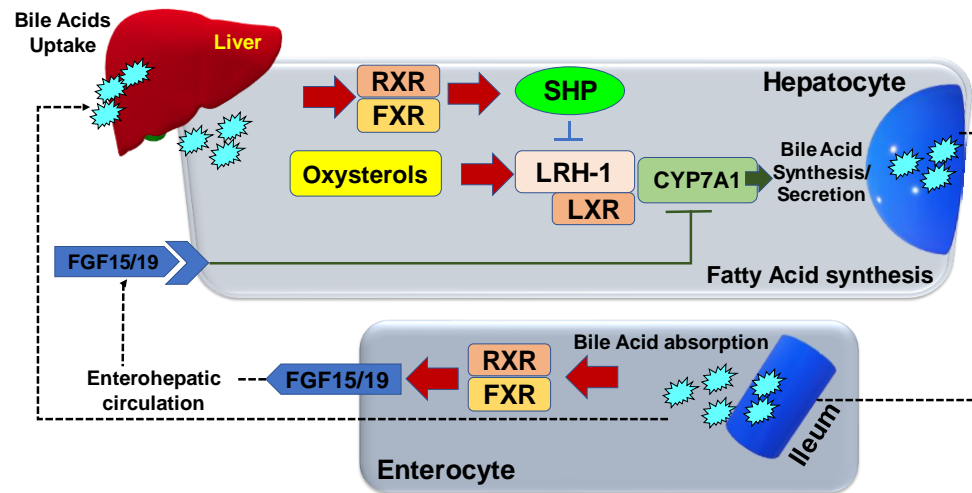 Bile Acids
Uptake
Liver
RXR
FXR
SHP
Hepatocyte
Oxysterols
LRH-1
LXR
CYP7A1
Bile Acid
Synthesis/
Secretion
FGF15/19
Fatty Acid synthesis
Bile Acid absorption
RXR
FXR
FGF15/19
Enterohepatic
circulation
Ileum
Enterocyte